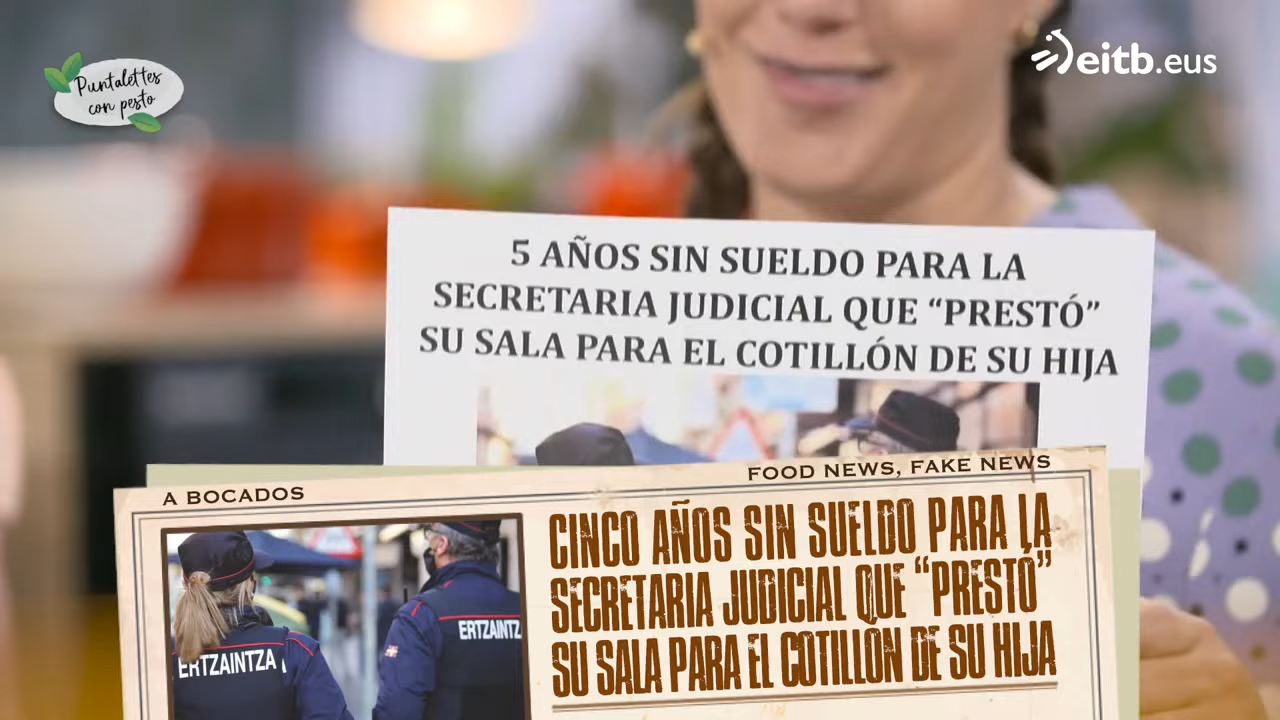 Puntalettes
con pesto
eitb.eus
5 AÑOS SIN SUELDO PARA LA
SECRETARIA JUDICIAL QUE “PRESTÓ”
SU SALA PARA EL COTILLÓN DE SU HIJA
A BOCADOS
FOOD NEWS, FAKE NEWS
CINCO AÑOS SIN SUELDO PARA LA
SECRETARIA JUDICIAL QUE “PRESTÓ”
SU SALA PARA EL COTILLÓN DE SU HIJA
ERTZAINTZA
ERTZAINTZ